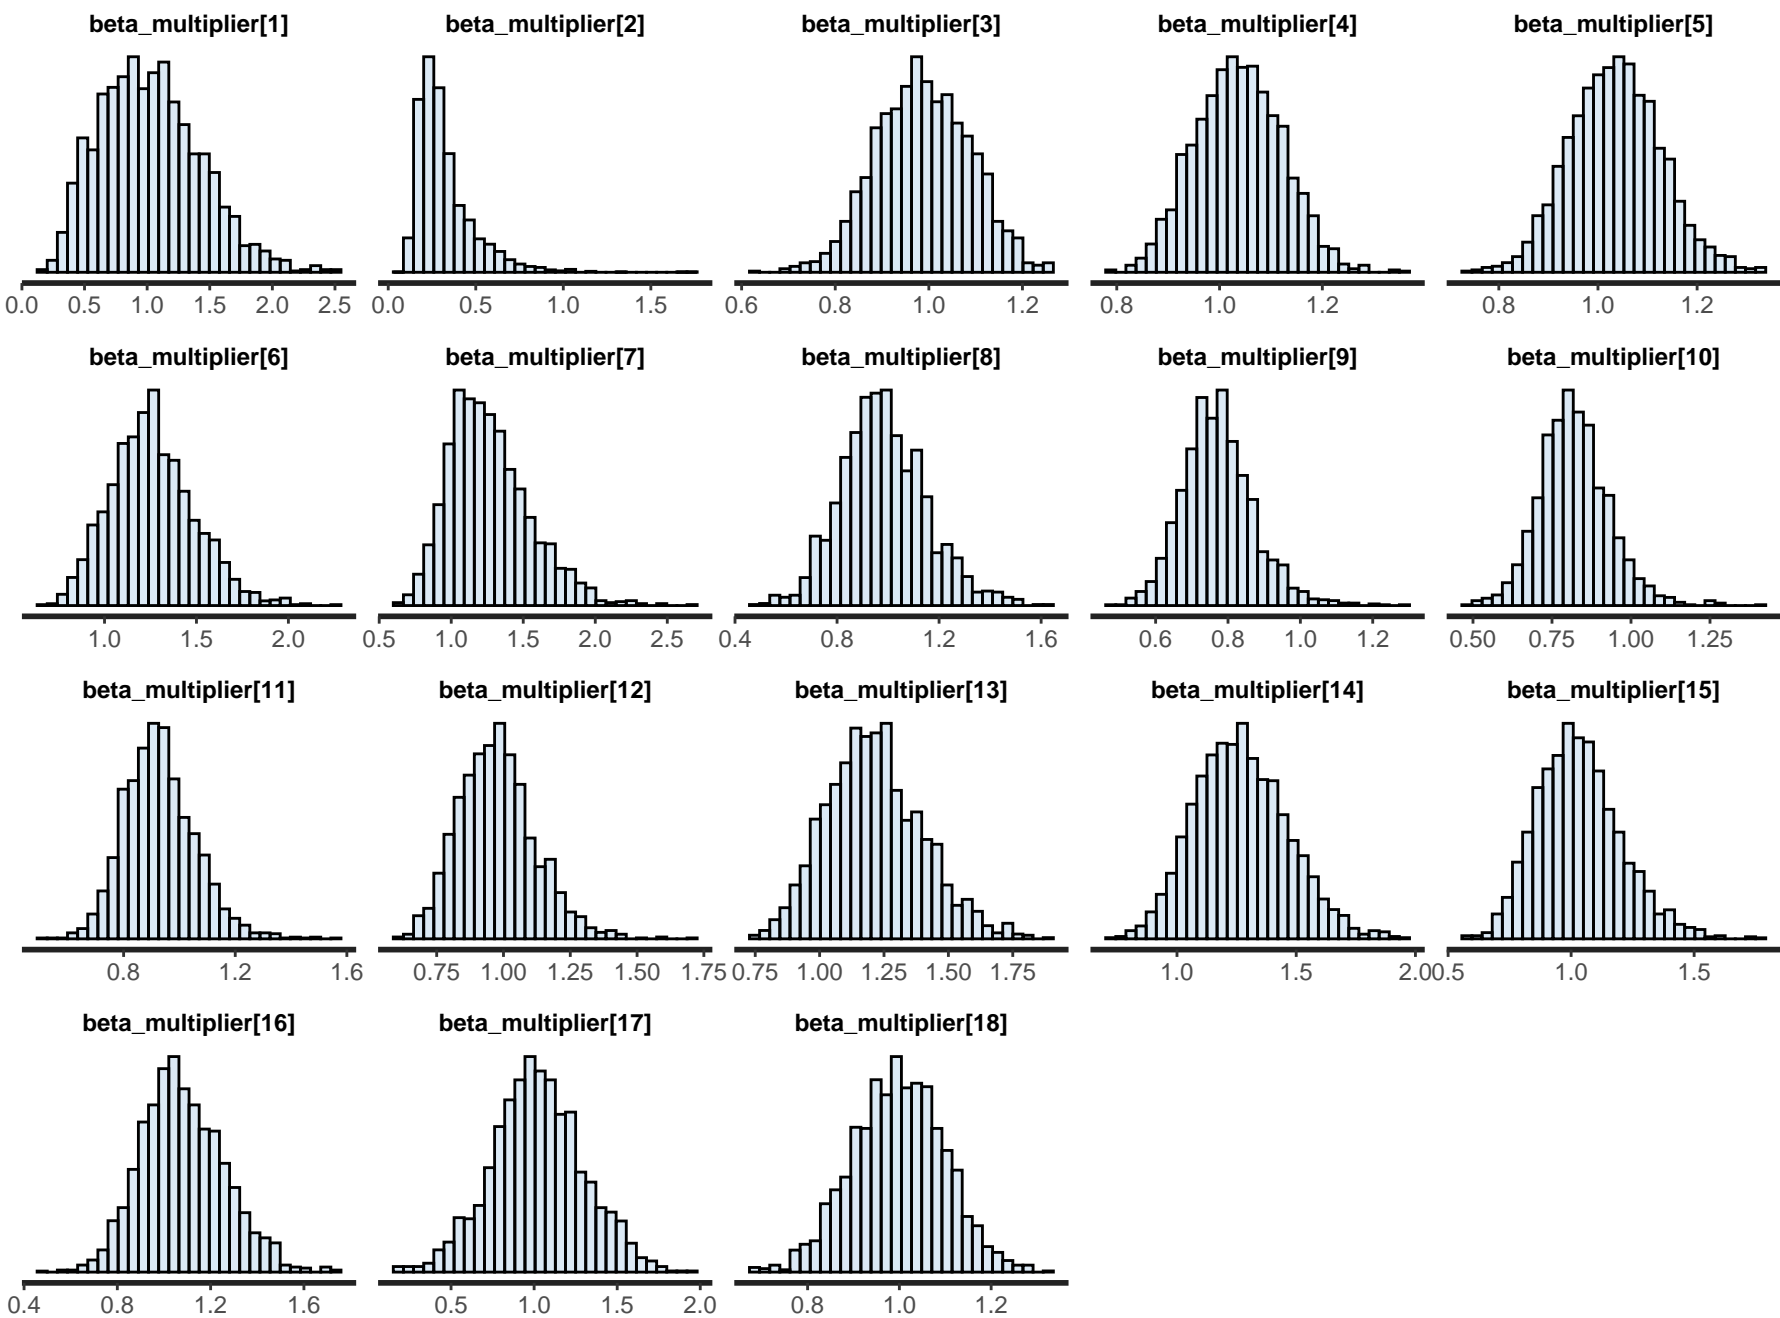 beta_multiplier[1] beta_multiplier[2] beta_multiplier[3] beta_multiplier[4] beta_multiplier[5]
0.0 0.5 1.0 1.5 2.0 2.5 0.0 0.5 1.0 1.5 0.6 0.8 1.0 1.2 0.8 1.0 1.2 0.8 1.0 1.2
beta_multiplier[6] beta_multiplier[7] beta_multiplier[8] beta_multiplier[9] beta_multiplier[10]
1.0 1.5 2.0 0.5 1.0 1.5 2.0 2.5 0.4 0.8 1.2 1.6 0.6 0.8 1.0 1.2 0.50 0.75 1.00 1.25
beta_multiplier[11] beta_multiplier[12] beta_multiplier[13] beta_multiplier[14] beta_multiplier[15]
0.8 1.2 1.6 0.75 1.00 1.25 1.50 1.75 0.75 1.00 1.25 1.50 1.75 1.0 1.5 2.0 0.5 1.0 1.5
beta_multiplier[16] beta_multiplier[17] beta_multiplier[18]
0.4 0.8 1.2 1.6 0.5 1.0 1.5 2.0 0.8 1.0 1.2